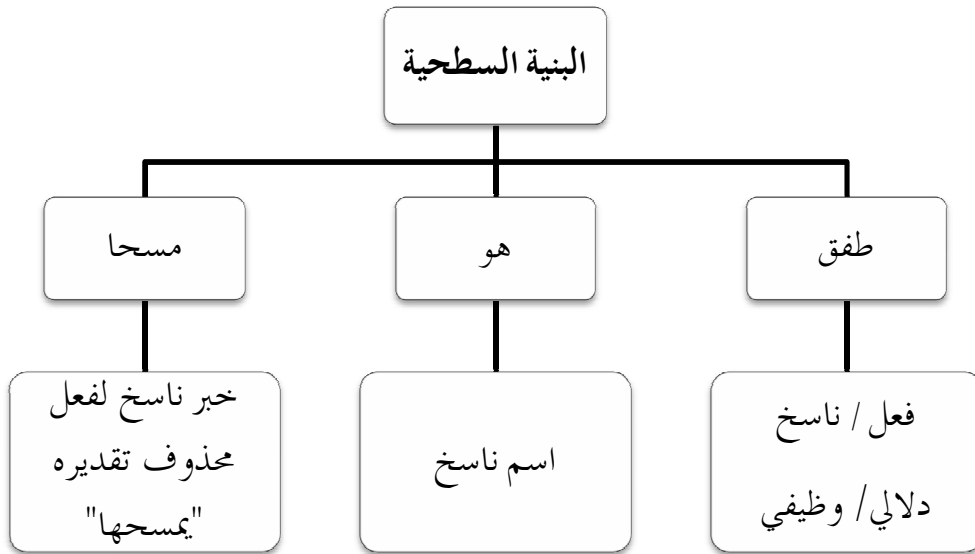 البنية السطحية
طفق
هو
مسحا
فعل / ناسخ
دلالي/ وظيفي
اسم ناسخ
خبر ناسخ لفعل
محذوف تقديره
"يمسحها"